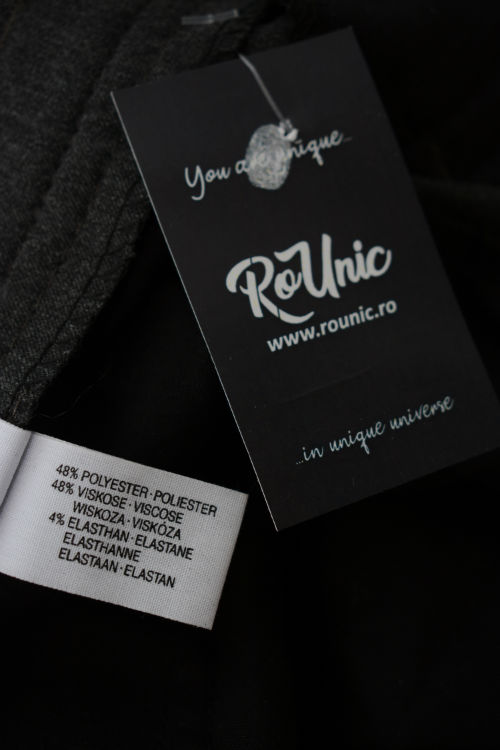 You are unique...
RoUnic
www.rounic.ro
...in unique universe
48% POLYESTER · POLIESTER
48% VISKOSE · VISCOSE
WISKOZA · VISKÓZA
4% ELASTHAN · ELASTANE
ELASTHANNE
ELASTAAN · ELASTAN